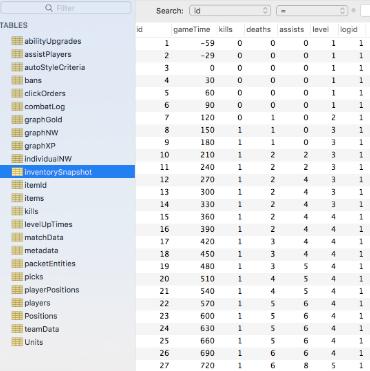 Filter
TABLES
abilityUpgrades
assistPlayers
autoStyleCriteria
bans
clickOrders
combatLog
graphGold
graphNW
graphXP
individualNW
inventorySnapshot
itemId
items
kills
levelUpTimes
matchData
metadata
packetEntities
picks
playerPositions
players
Positions
teamData
Units
Search: id =
id gameTime kills deaths assists level logid
1 -59 0 0 0 1 1
2 -29 0 0 0 1 1
3 0 0 0 0 1 1
4 30 0 0 0 1 1
5 60 0 0 0 1 1
6 90 0 0 0 1 1
7 120 0 1 0 2 1
8 150 1 1 0 3 1
9 180 1 1 0 3 1
10 210 1 2 2 3 1
11 240 1 2 2 3 1
12 270 1 2 4 3 1
13 300 1 2 4 3 1
14 330 1 2 4 3 1
15 360 1 2 4 4 1
16 390 1 2 4 4 1
17 420 1 3 4 4 1
18 450 1 3 4 4 1
19 480 1 3 5 4 1
20 510 1 4 5 4 1
21 540 1 4 5 4 1
22 570 1 5 6 4 1
23 600 1 5 6 4 1
24 630 1 5 6 4 1
25 660 1 5 6 4 1
26 690 1 6 6 4 1
27 720 1 6 8 5 1